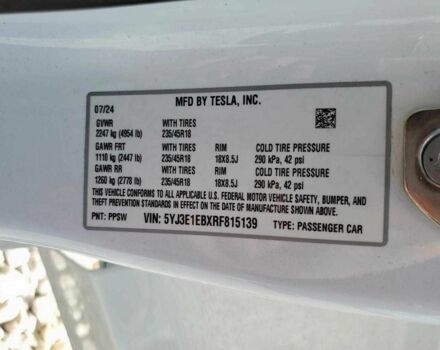 MFD BY TESLA, INC.
07/24
GVWR WITH TIRES
2247 kg (4954 lb) 235/45R18
GAWR FRT WITH TIRES RIM COLD TIRE PRESSURE
1110 kg (2447 lb) 235/45R18 18X8.5J 290 kPa, 42 psi
GAWR RR WITH TIRES RIM COLD TIRE PRESSURE
1260 kg (2778 lb) 235/45R18 18X8.5J 290 kPa, 42 psi
THIS VEHICLE CONFORMS TO ALL APPLICABLE U.S. FEDERAL MOTOR VEHICLE SAFETY, BUMPER, AND
THEFT PREVENTION STANDARDS IN EFFECT ON THE DATE OF MANUFACTURE SHOWN ABOVE.
PNT: PPSW VIN: 5YJ3E1EBXRF815139 TYPE: PASSENGER CAR